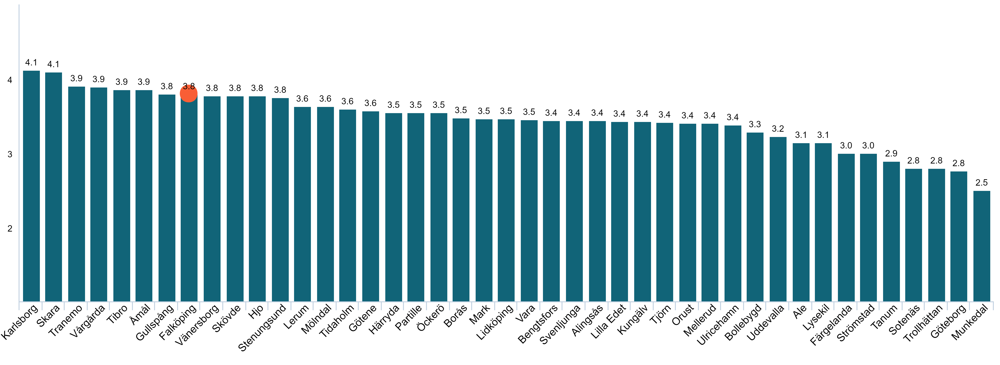 4.1 4.1 3.9 3.9 3.9 3.9 3.8 3.8 3.8 3.8 3.8 3.8 3.6 3.6 3.6 3.6 3.5 3.5 3.5 3.5 3.5 3.5 3.5 3.4 3.4 3.4 3.4 3.4 3.4 3.4 3.4 3.4 3.3 3.2 3.1 3.1 3.0 3.0 2.9 2.8 2.8 2.8 2.5
4
3
2
Karlsborg Skara Tranemo Vårgårda Tibro Åmål Gullspång Falköping Vänersborg Skövde Hjo Stenungsund Lerum Mölndal Tidaholm Götene Härryda Partille Öckerö Borås Mark Lidköping Vara Bengtsfors Svenljunga Alingsås Lilla Edet Kungälv Tjörn Orust Mellerud Ulricehamn Bollebygd Uddevalla Ale Lysekil Färgelanda Strömstad Tanum Sotenäs Trollhättan Göteborg Munkedal